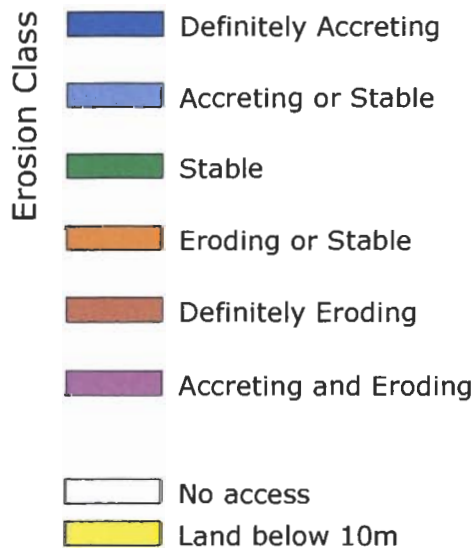 Erosion Class
Definitely Accreting
Accreting or Stable
Stable
Eroding or Stable
Definitely Eroding
Accreting and Eroding
No access
Land below 10m